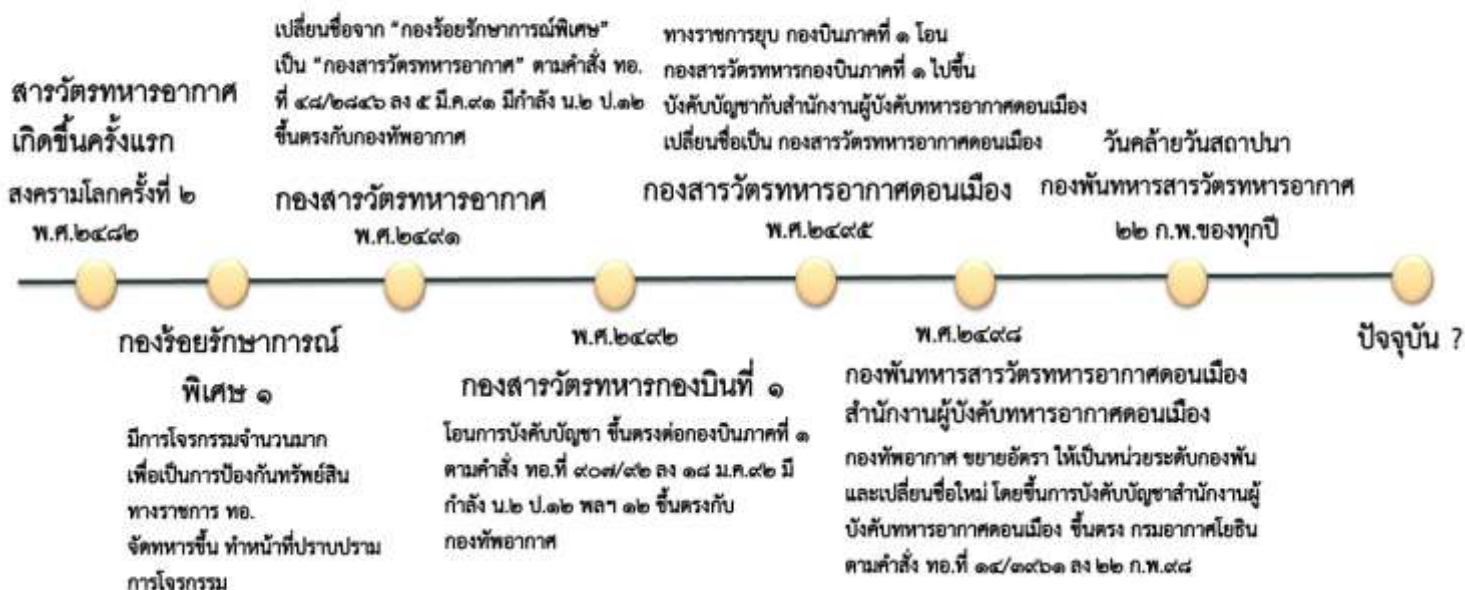 สารวัตรทหารอากาศ
เกิดขึ้นครั้งแรก
สงครามโลกครั้งที่ ๒
พ.ศ.๒๔๘๒
กองร้อยรักษาการณ์
พิเศษ ๑
มีการโจรกรรมจำนวนมาก
เพื่อเป็นการป้องกันทรัพย์สิน
ทางราชการ ทอ.
จัดทหารขึ้น ทำหน้าที่ปราบปราม
การโจรกรรม
เปลี่ยนชื่อจาก "กองร้อยรักษาการณ์พิเศษ"
เป็น "กองสารวัตรทหารอากาศ" ตามคำสั่ง ทอ.
ที่ ๔๘/๒๘๔๖ ลง ๕ มี.ค.๙๑ มีกำลัง น.๒ ป.๑๒
ขึ้นตรงกับกองทัพอากาศ
กองสารวัตรทหารอากาศ
พ.ศ.๒๔๙๑
พ.ศ.๒๔๙๒
กองสารวัตรทหารกองบินที่ ๑
โอนการบังคับบัญชา ขึ้นตรงต่อกองบินภาคที่ ๑
ตามคำสั่ง ทอ.ที่ ๙๐๗/๙๒ ลง ๑๘ ม.ค.๙๒ มี
กำลัง น.๒ ป.๑๒ พลฯ ๑๒ ขึ้นตรงกับ
กองทัพอากาศ
ทางราชการยุบ กองบินภาคที่ ๑ โอน
กองสารวัตรทหารกองบินภาคที่ ๑ ไปขึ้น
บังคับบัญชากับสำนักงานผู้บังคับทหารอากาศดอนเมือง
เปลี่ยนชื่อเป็น กองสารวัตรทหารอากาศดอนเมือง
กองสารวัตรทหารอากาศดอนเมือง
พ.ศ.๒๔๙๕
พ.ศ.๒๔๙๘
กองพันทหารสารวัตรทหารอากาศดอนเมือง
สำนักงานผู้บังคับทหารอากาศดอนเมือง
กองทัพอากาศ ขยายอัตรา ให้เป็นหน่วยระดับกองพัน
และเปลี่ยนชื่อใหม่ โดยขึ้นการบังคับบัญชาสำนักงานผู้
บังคับทหารอากาศดอนเมือง ขึ้นตรง กรมอากาศโยธิน
ตามคำสั่ง ทอ.ที่ ๑๔/๓๙๖๑ ลง ๒๒ ก.พ.๙๘
วันคล้ายวันสถาปนา
กองพันทหารสารวัตรทหารอากาศ
๒๒ ก.พ.ของทุกปี
ปัจจุบัน ?